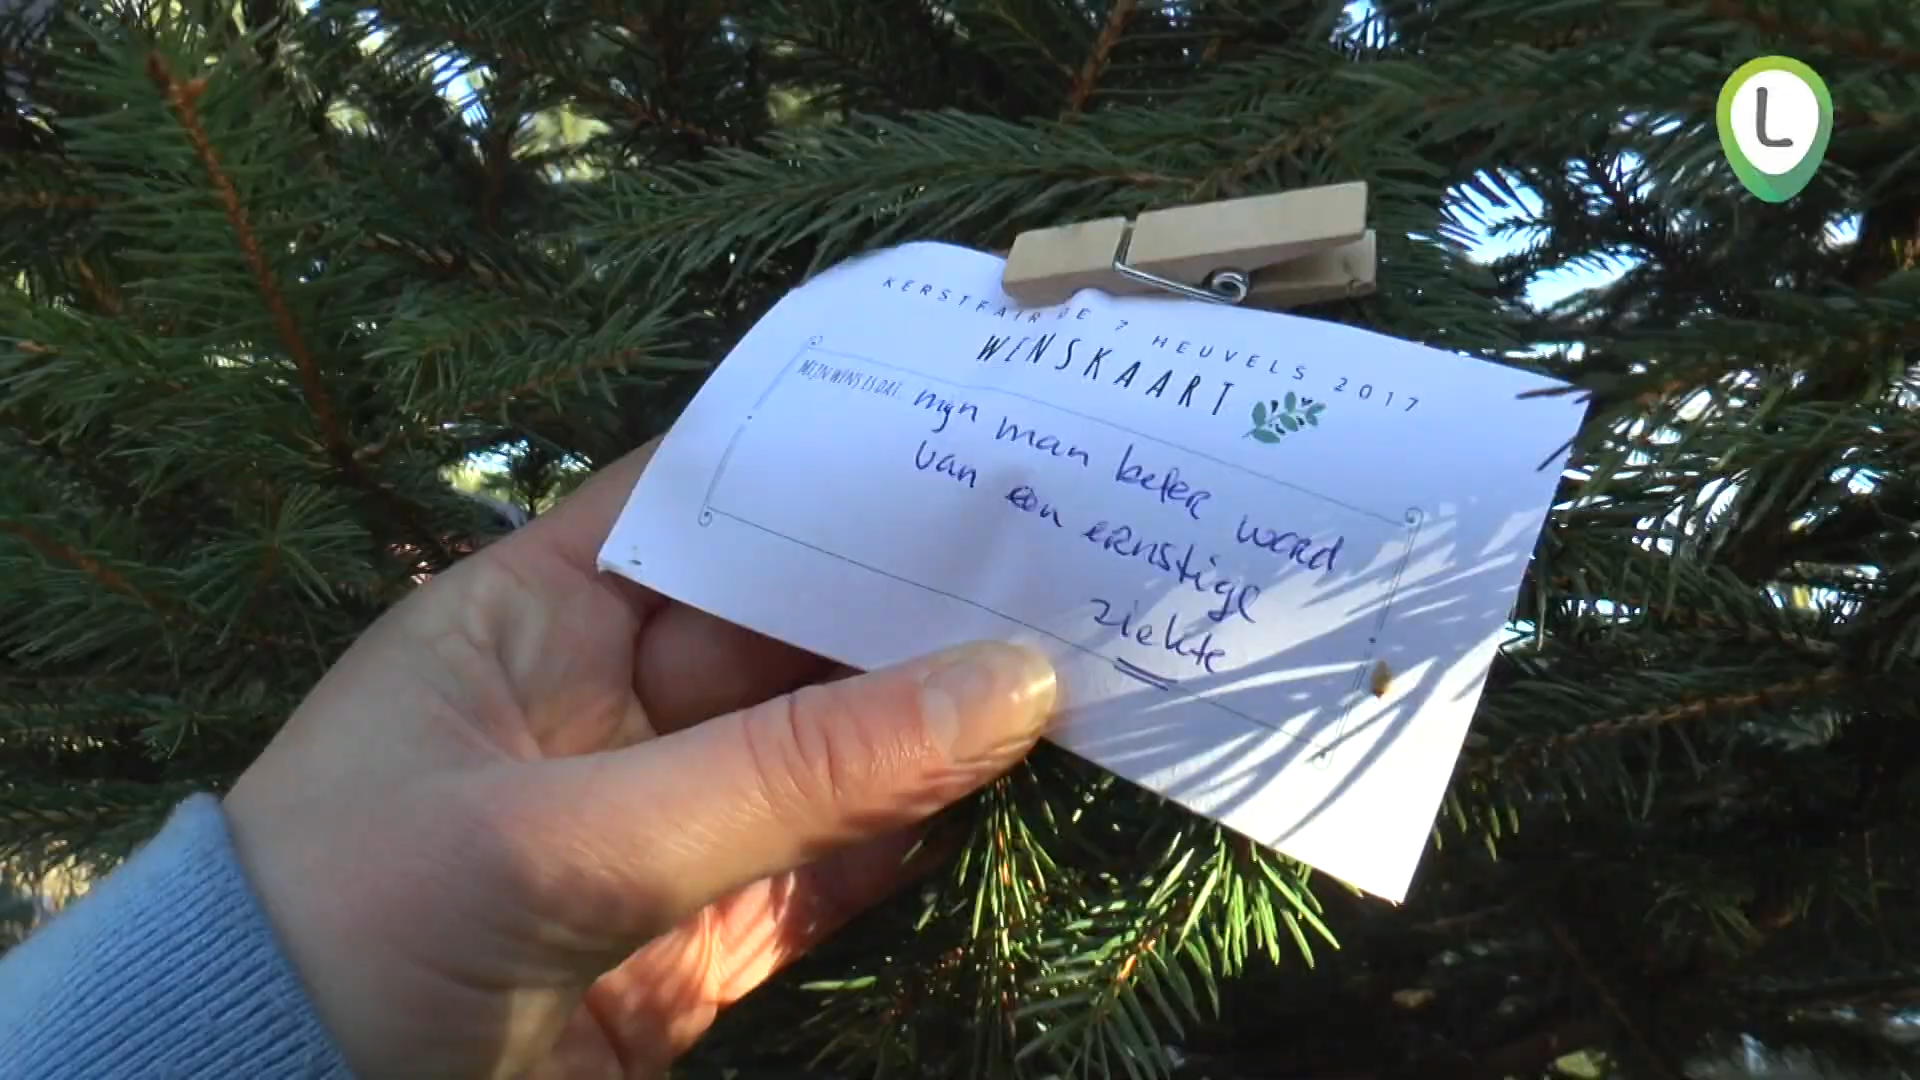 KERSTFAIR DE 7 HEUVELS 2017
WENSKAART
MIJN WENS IS DAT: mijn man beter word
van een ernstige
ziekte
L